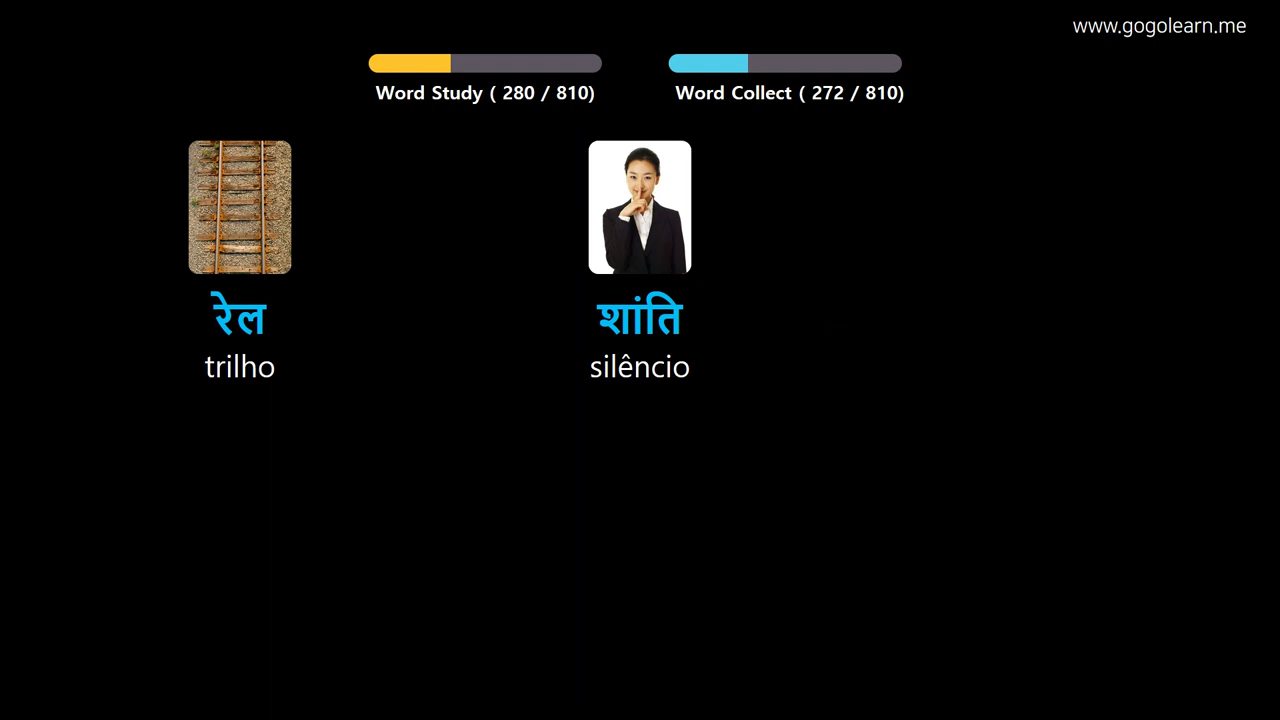 www.gogolearn.me
Word Study ( 280 / 810)
Word Collect ( 272 / 810)
रेल
trilho
शांति
silêncio